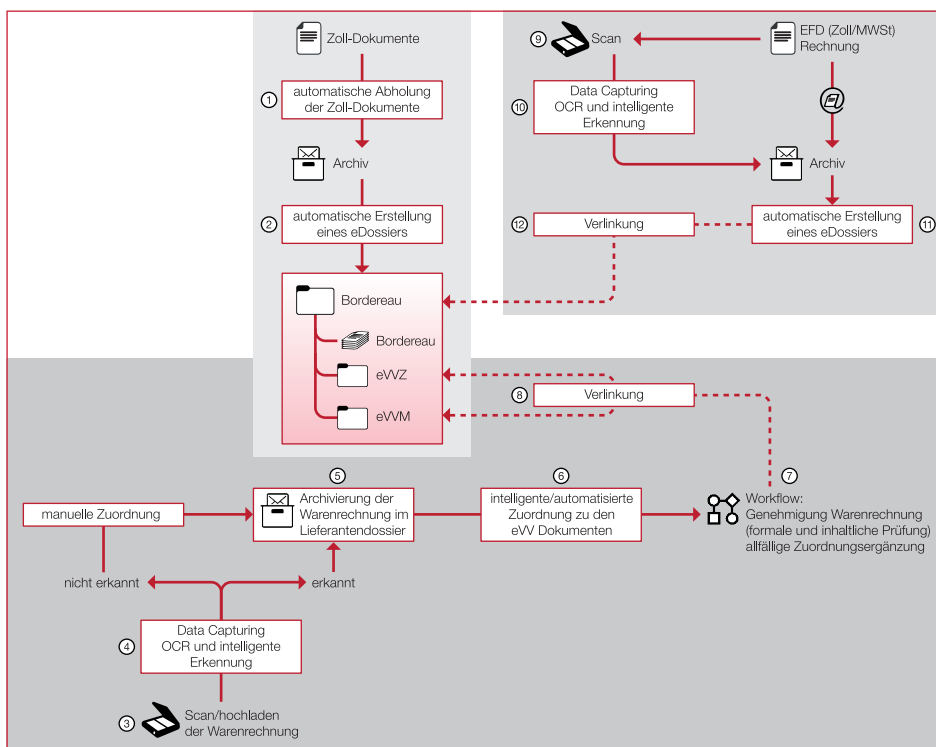 Zoll-Dokumente
1
automatische Abholung
der Zoll-Dokumente
Archiv
2
automatische Erstellung
eines eDossiers
Bordereau
Bordereau
eVVZ
eVVM
9
Scan
EFD (Zoll/MWSt)
Rechnung
10
Data Capturing
OCR und intelligente
Erkennung
Archiv
12
Verlinkung
automatische Erstellung
eines eDossiers
11
8
Verlinkung
manuelle Zuordnung
5
Archivierung der
Warenrechnung im
Lieferantendossier
6
intelligente/automatisierte
Zuordnung zu den
eVV Dokumenten
7
Workflow:
Genehmigung Warenrechnung
(formale und inhaltliche Prüfung)
allfällige Zuordnungsergänzung
nicht erkannt
erkannt
4
Data Capturing
OCR und intelligente
Erkennung
3
Scan/hochladen
der Warenrechnung